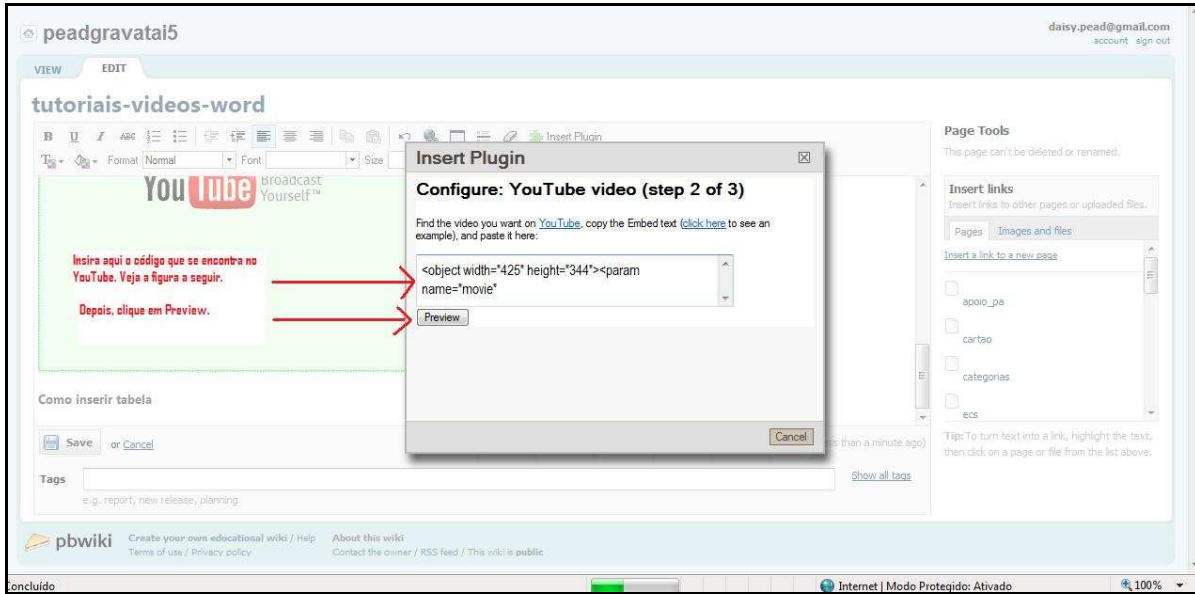 peadgravatai5
daisy.pead@gmail.com
account sign out
VIEW EDIT
tutoriais-videos-word
B U I ABC Insert Plugin
Format Normal Font Size
You Tube Broadcast
Yourself™
Insira aqui o código que se encontra no
YouTube. Veja a figura a seguir.
Depois, clique em Preview.
Como inserir tabela
Save or Cancel
ss than a minute ago)
Tags
Show all tags
e.g. report, new release, planning
Insert Plugin
Configure: YouTube video (step 2 of 3)
Find the video you want on YouTube, copy the Embed text (click here to see an
example), and paste it here:
<object width="425" height="344"><param
name="movie"
Preview
Cancel
Page Tools
This page can't be deleted or renamed.
Insert links
Insert links to other pages or uploaded files.
Pages Images and files
Insert a link to a new page
apoio_pa
cartao
categorias
ecs
Tip: To turn text into a link, highlight the text,
then click on a page or file from the list above.
pbwiki
Create your own educational wiki / Help
Terms of use / Privacy policy
About this wiki
Contact the owner / RSS feed / This wiki is public
Concluído
Internet | Modo Protegido: Ativado
100%